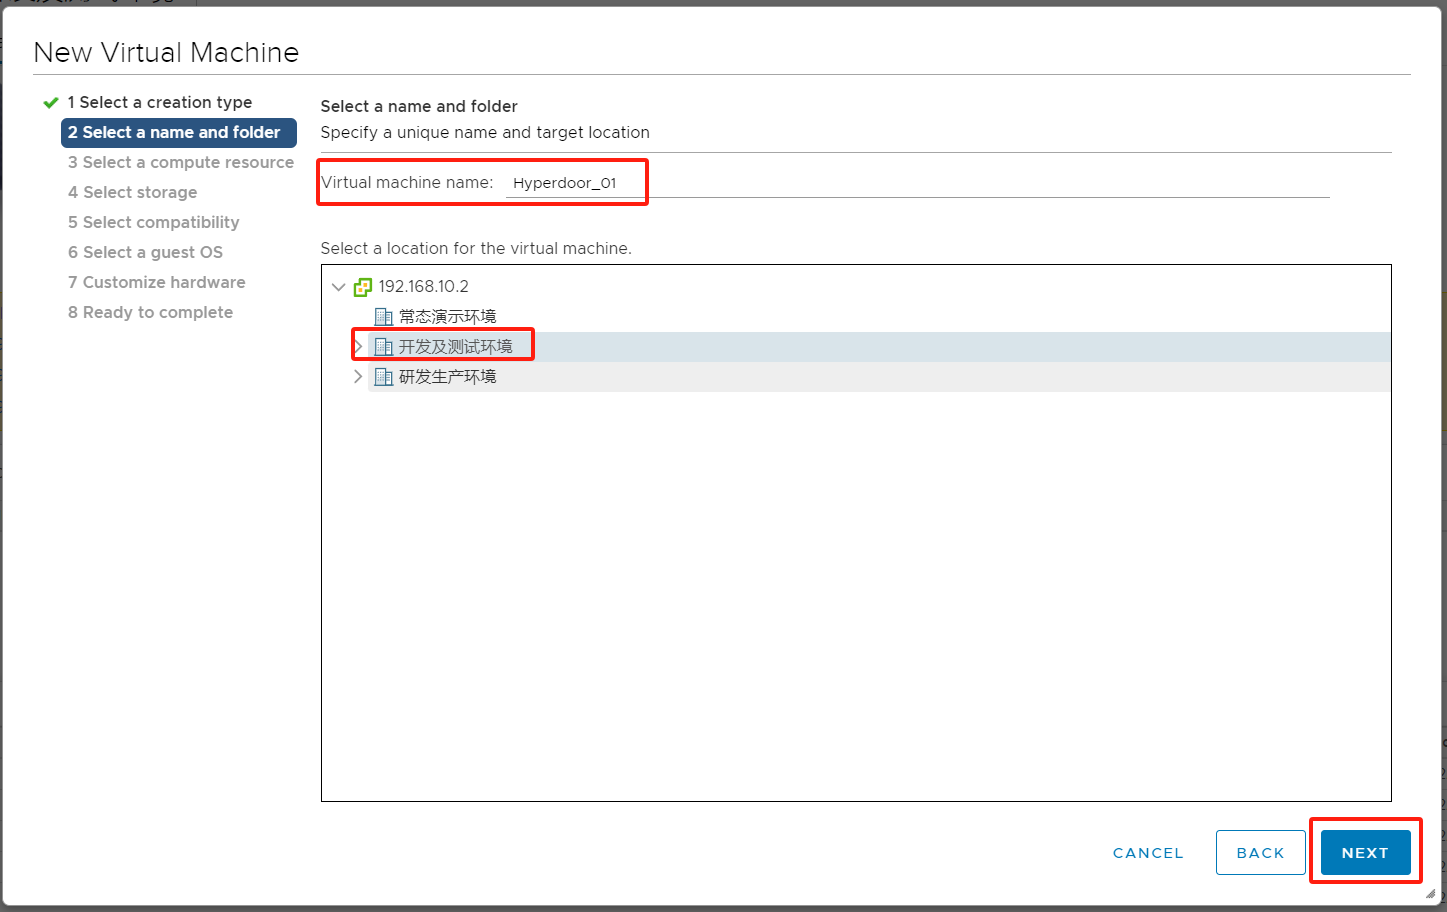 New Virtual Machine
1 Select a creation type
2 Select a name and folder
3 Select a compute resource
4 Select storage
5 Select compatibility
6 Select a guest OS
7 Customize hardware
8 Ready to complete
Select a name and folder
Specify a unique name and target location
Virtual machine name: Hyperdoor_01
Select a location for the virtual machine.
192.168.10.2
常态演示环境
开发及测试环境
研发生产环境
CANCEL BACK NEXT